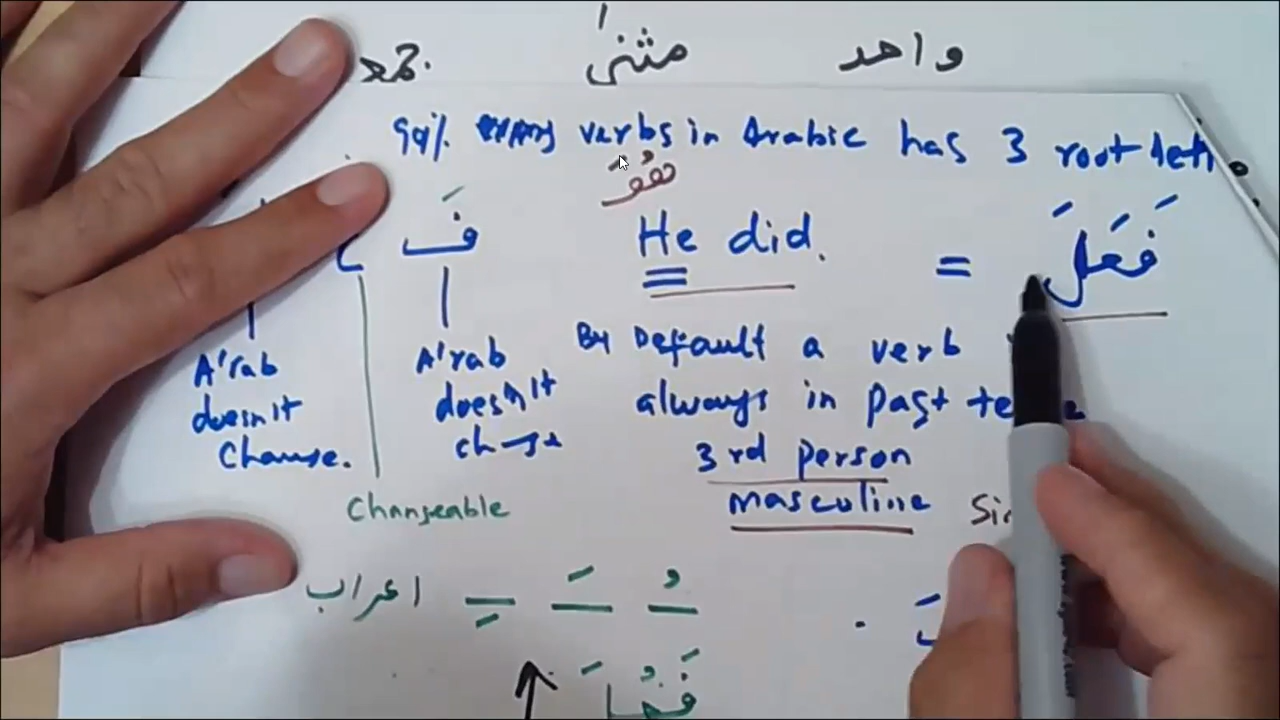 واحد مثنى جمع
99% verbs in Arabic has 3 root
هُوَ
فَعَلَ = He did.
فَ
By Default a verb
always in past
3rd person
masculine
A'rab doesn't change.
A'rab doesn't
Changeable
اعراب